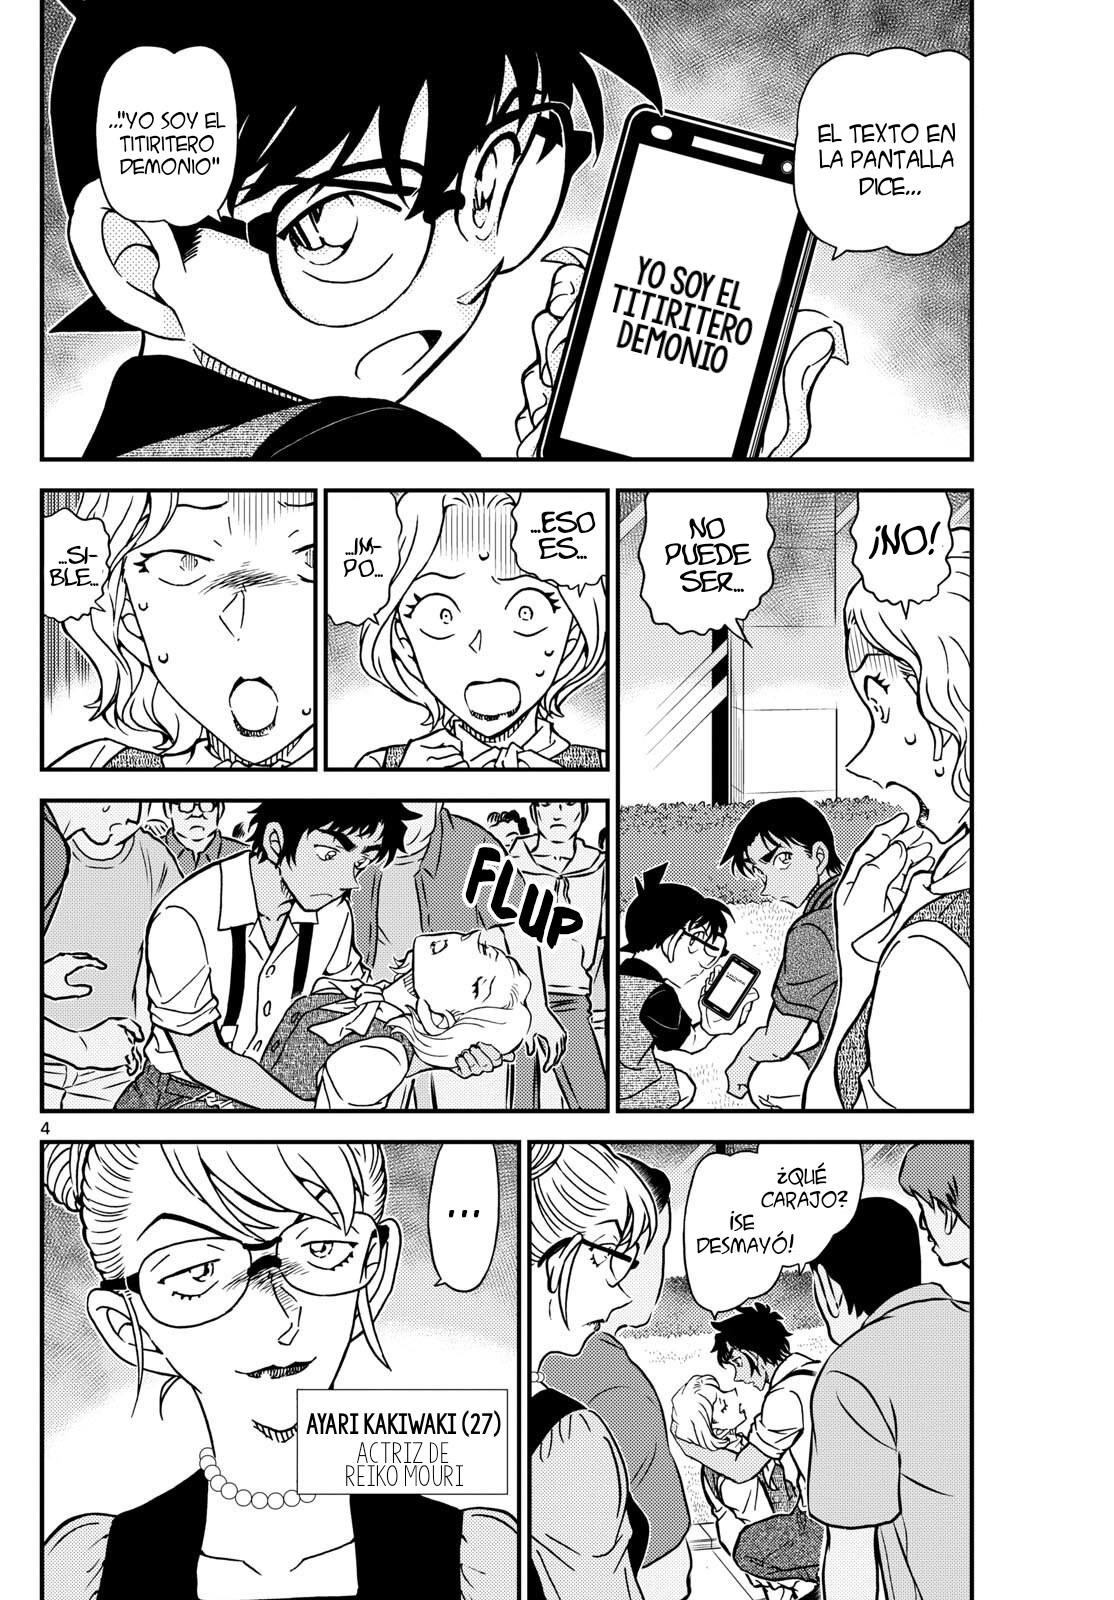 EL TEXTO EN
LA PANTALLA
DICE...
YO SOY EL
TITIRITERO
DEMONIO
..."YO SOY EL
TITIRITERO
DEMONIO"
¡NO!
NO
PUEDE
SER...
...ESO
ES...
...IM-
PO...
...SI-
BLE...
FLUP
4
¿QUÉ
CARAJO?
¡SE
DESMAYÓ!
...
AYARI KAKIWAKI (27)
ACTRIZ DE
REIKO MOURI